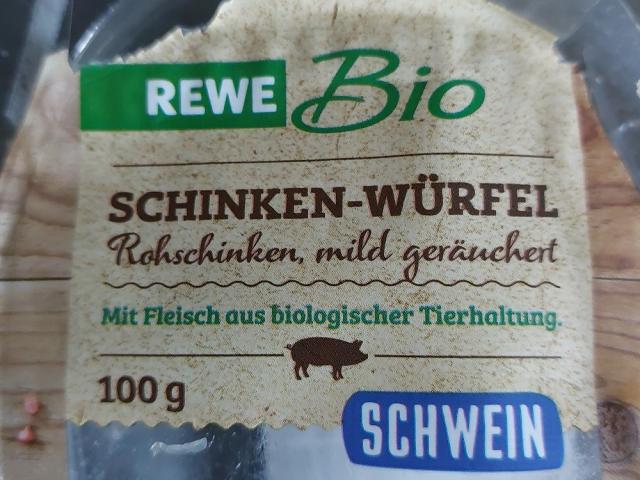 REWE Bio
SCHINKEN-WÜRFEL
Rohschinken, mild geräuchert
Mit Fleisch aus biologischer Tierhaltung.
100 g
SCHWEIN